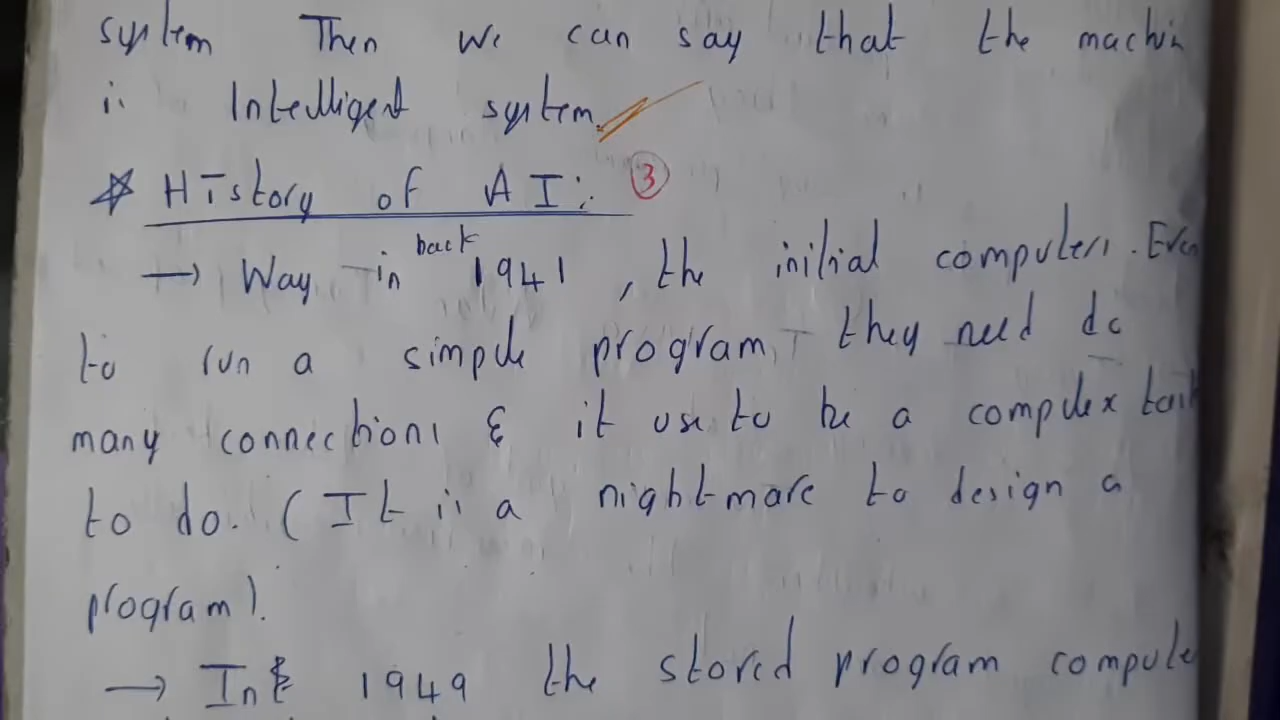 system Then we can say that the machin
is Intelligent system.
* History of AI: 3
back
→ Way in 1941, the initial computers. Even
to run a simple program, they need do
many connections & it use to be a complex task
to do. (It is a nightmare to design a
program).
→ In 1949 the stored program compute